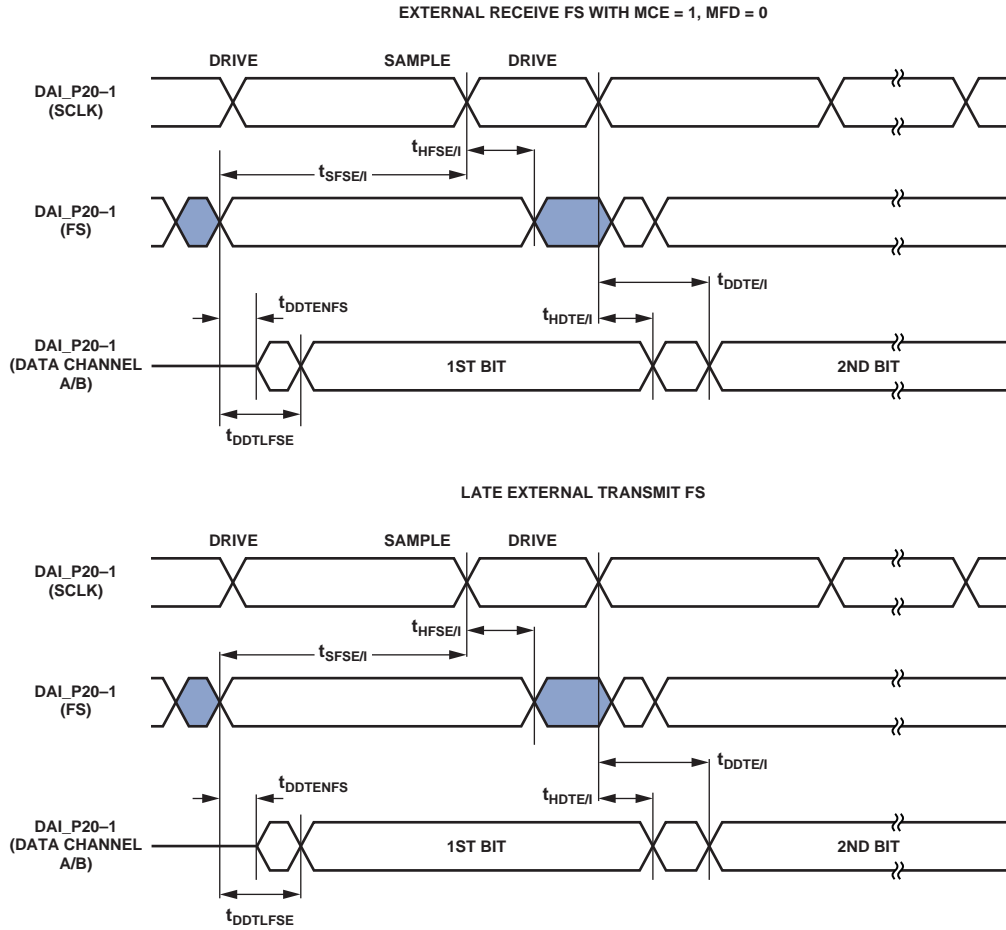 EXTERNAL RECEIVE FS WITH MCE = 1, MFD = 0
DRIVE SAMPLE DRIVE
DAI_P20–1
(SCLK)
tHFSE/I
tSFSE/I
DAI_P20–1
(FS)
tDDTE/I
tDDTENFS
tHDTE/I
DAI_P20–1
(DATA CHANNEL
A/B)
1ST BIT 2ND BIT
tDDTLFSE
LATE EXTERNAL TRANSMIT FS
DRIVE SAMPLE DRIVE
DAI_P20–1
(SCLK)
tHFSE/I
tSFSE/I
DAI_P20–1
(FS)
tDDTE/I
tDDTENFS
tHDTE/I
DAI_P20–1
(DATA CHANNEL
A/B)
1ST BIT 2ND BIT
tDDTLFSE